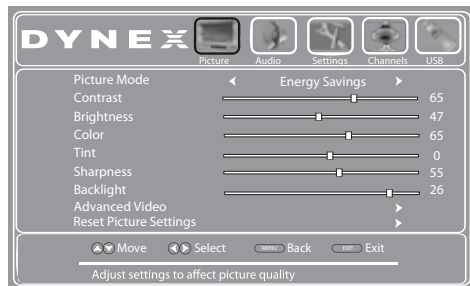 DYNEX
Picture Audio Settings Channels USB
Picture Mode Energy Savings
Contrast 65
Brightness 47
Color 65
Tint 0
Sharpness 55
Backlight 26
Advanced Video
Reset Picture Settings
Move Select MENU Back EXIT Exit
Adjust settings to affect picture quality